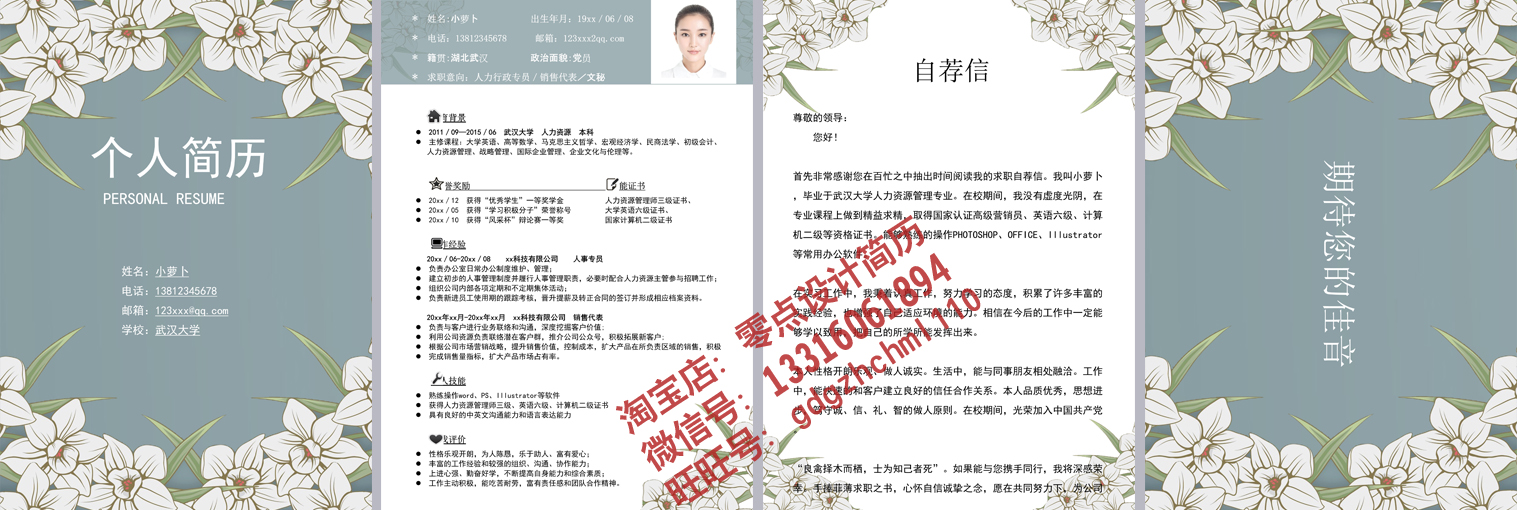 个人简历
PERSONAL RESUME
姓名：小萝卜
电话：13812345678
邮箱：123xxx@qq.com
学校：武汉大学
* 姓名:小萝卜 出生年月：19xx/06/08
* 电话：13812345678 邮箱：123xxx2qq.com
* 籍贯:湖北武汉 政治面貌:党员
* 求职意向：人力行政专员/销售代表/文秘
背景
● 2011/09—2015/06 武汉大学 人力资源 本科
● 主修课程：大学英语、高等数学、马克思主义哲学、宏观经济学、民商法学、初级会计、
人力资源管理、战略管理、国际企业管理、企业文化与伦理等。
誉奖励 能证书
● 20xx/12 获得“优秀学生”一等奖学金 人力资源管理师三级证书、
● 20xx/05 获得“学习积极分子”荣誉称号 大学英语六级证书、
● 20xx/10 获得“风采杯”辩论赛一等奖 国家计算机二级证书
作经验
20xx/06-20xx/08 xx科技有限公司 人事专员
● 负责办公室日常办公制度维护、管理；
● 建立初步的人事管理制度并履行人事管理职责，必要时配合人力资源主管参与招聘工作；
● 组织公司内部各项定期和不定期集体活动；
● 负责新进员工使用期的跟踪考核，晋升提薪及转正合同的签订并形成相应档案资料。
20xx年xx月-20xx年xx月 xx科技有限公司 销售代表
● 负责与客户进行业务联络和沟通，深度挖掘客户价值；
● 利用公司资源负责联络潜在客户群，推介公司公众号，积极拓展新客户；
● 根据公司市场营销战略，提升销售价值，控制成本，扩大产品在所负责区域的销售，积极
● 完成销售量指标，扩大产品市场占有率。
人技能
● 熟练操作word、PS、Illustrator等软件
● 获得人力资源管理师三级、英语六级、计算机二级证书
● 具有良好的中英文沟通能力和语言表达能力
我评价
● 性格乐观开朗，为人陈恳，乐于助人，富有爱心；
● 丰富的工作经验和较强的组织、沟通、协作能力；
● 上进心强、勤奋好学，不断提高自身能力和综合素质；
● 工作主动积极，能吃苦耐劳，富有责任感和团队合作精神。
自荐信
尊敬的领导：
您好！
首先非常感谢您在百忙之中抽出时间阅读我的求职自荐信。我叫小萝卜
，毕业于武汉大学人力资源管理专业。在校期间，我没有虚度光阴，在
专业课程上做到精益求精，取得国家认证高级营销员、英语六级、计算
机二级等资格证书。能够熟练的操作PHOTOSHOP、OFFICE、Illustrator
等常用办公软件。
在实习工作中，我秉着认真工作，努力学习的态度，积累了许多丰富的
实践经验，也增强了自己适应环境的能力。相信在今后的工作中一定能
够学以致用，把自己的所学所能发挥出来。
本人性格开朗乐观、做人诚实。生活中，能与同事朋友相处融洽。工作
中，能快速的和客户建立良好的信任合作关系。本人品质优秀，思想进
步，笃守诚、信、礼、智的做人原则。在校期间，光荣加入中国共产党
“良禽择木而栖，士为知己者死”。如果能与您携手同行，我将深感荣
幸。手捧菲薄求职之书，心怀自信诚挚之念，愿在共同努力下，为公司
期待您的佳音
淘宝店：零点设计简历
微信号：13316061894
旺旺号：gdgzhchmj110